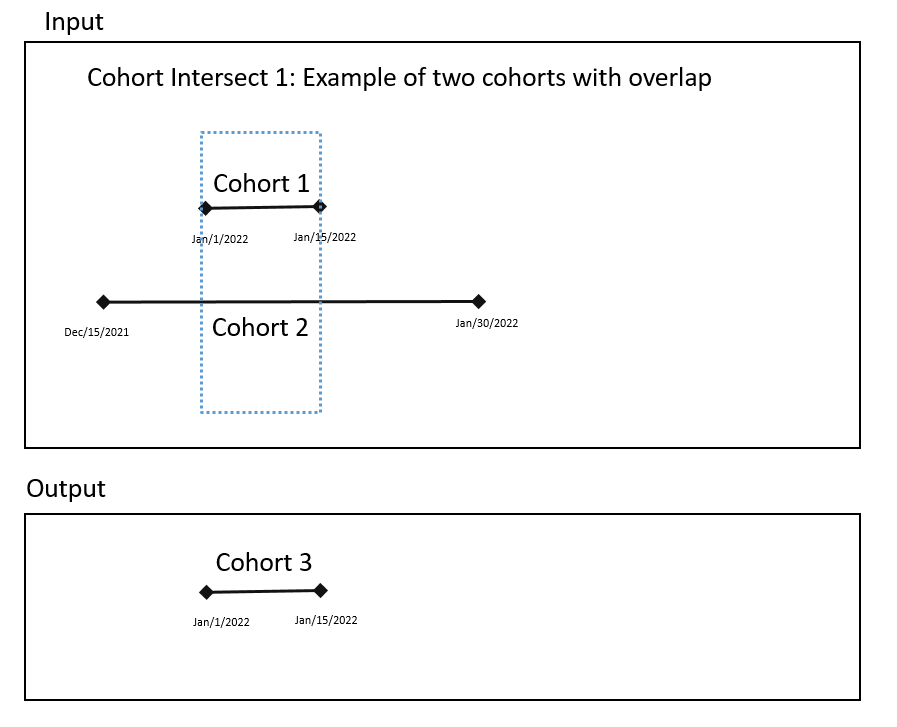 Input
Cohort Intersect 1: Example of two cohorts with overlap
Cohort 1
Jan/1/2022
Jan/15/2022
Cohort 2
Dec/15/2021
Jan/30/2022
Output
Cohort 3
Jan/1/2022
Jan/15/2022